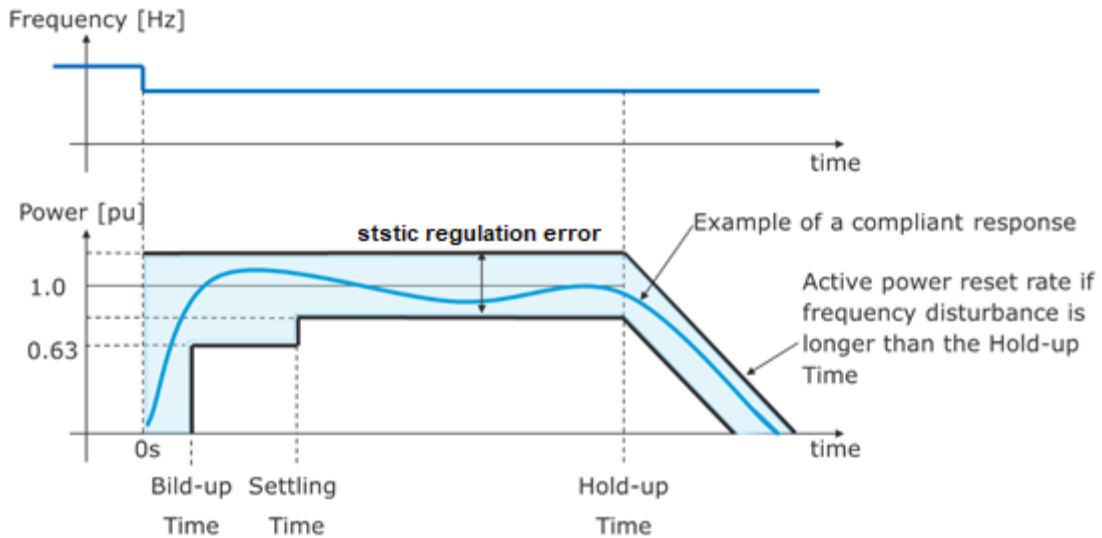 Frequency [Hz]
time
Power [pu]
ststic regulation error
Example of a compliant response
1.0
Active power reset rate if
frequency disturbance is
longer than the Hold-up
Time
0.63
0s
time
Bild-up
Time
Settling
Time
Hold-up
Time